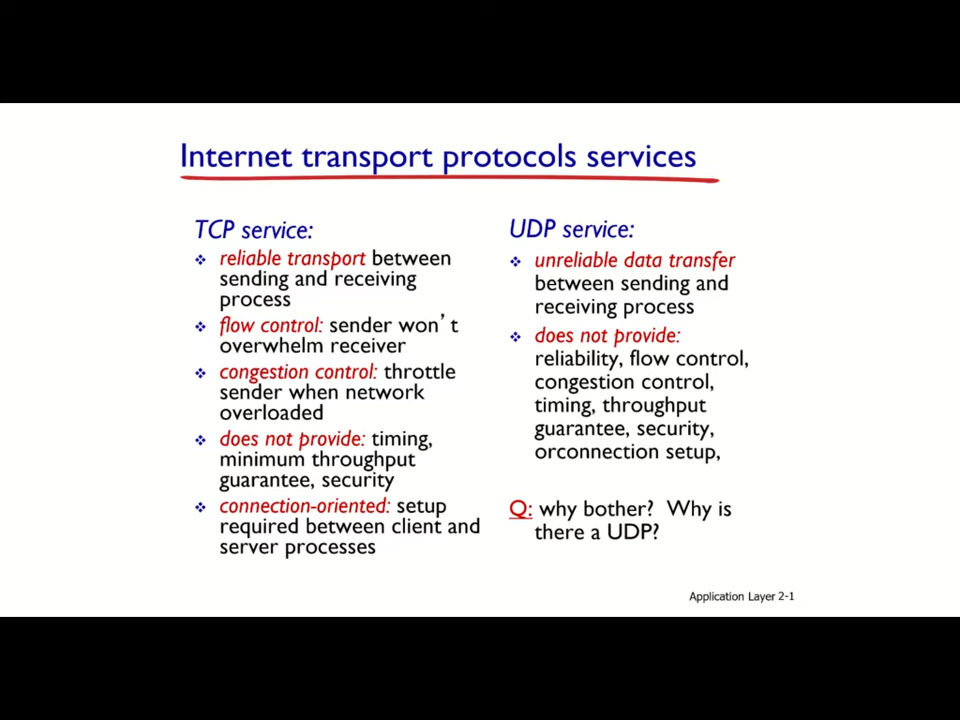 Internet transport protocols services
TCP service:
reliable transport between
sending and receiving
process
flow control: sender won't
overwhelm receiver
congestion control: throttle
sender when network
overloaded
does not provide: timing,
minimum throughput
guarantee, security
connection-oriented: setup
required between client and
server processes
UDP service:
unreliable data transfer
between sending and
receiving process
does not provide:
reliability, flow control,
congestion control,
timing, throughput
guarantee, security,
orconnection setup,
Q: why bother? Why is
there a UDP?
Application Layer 2-1